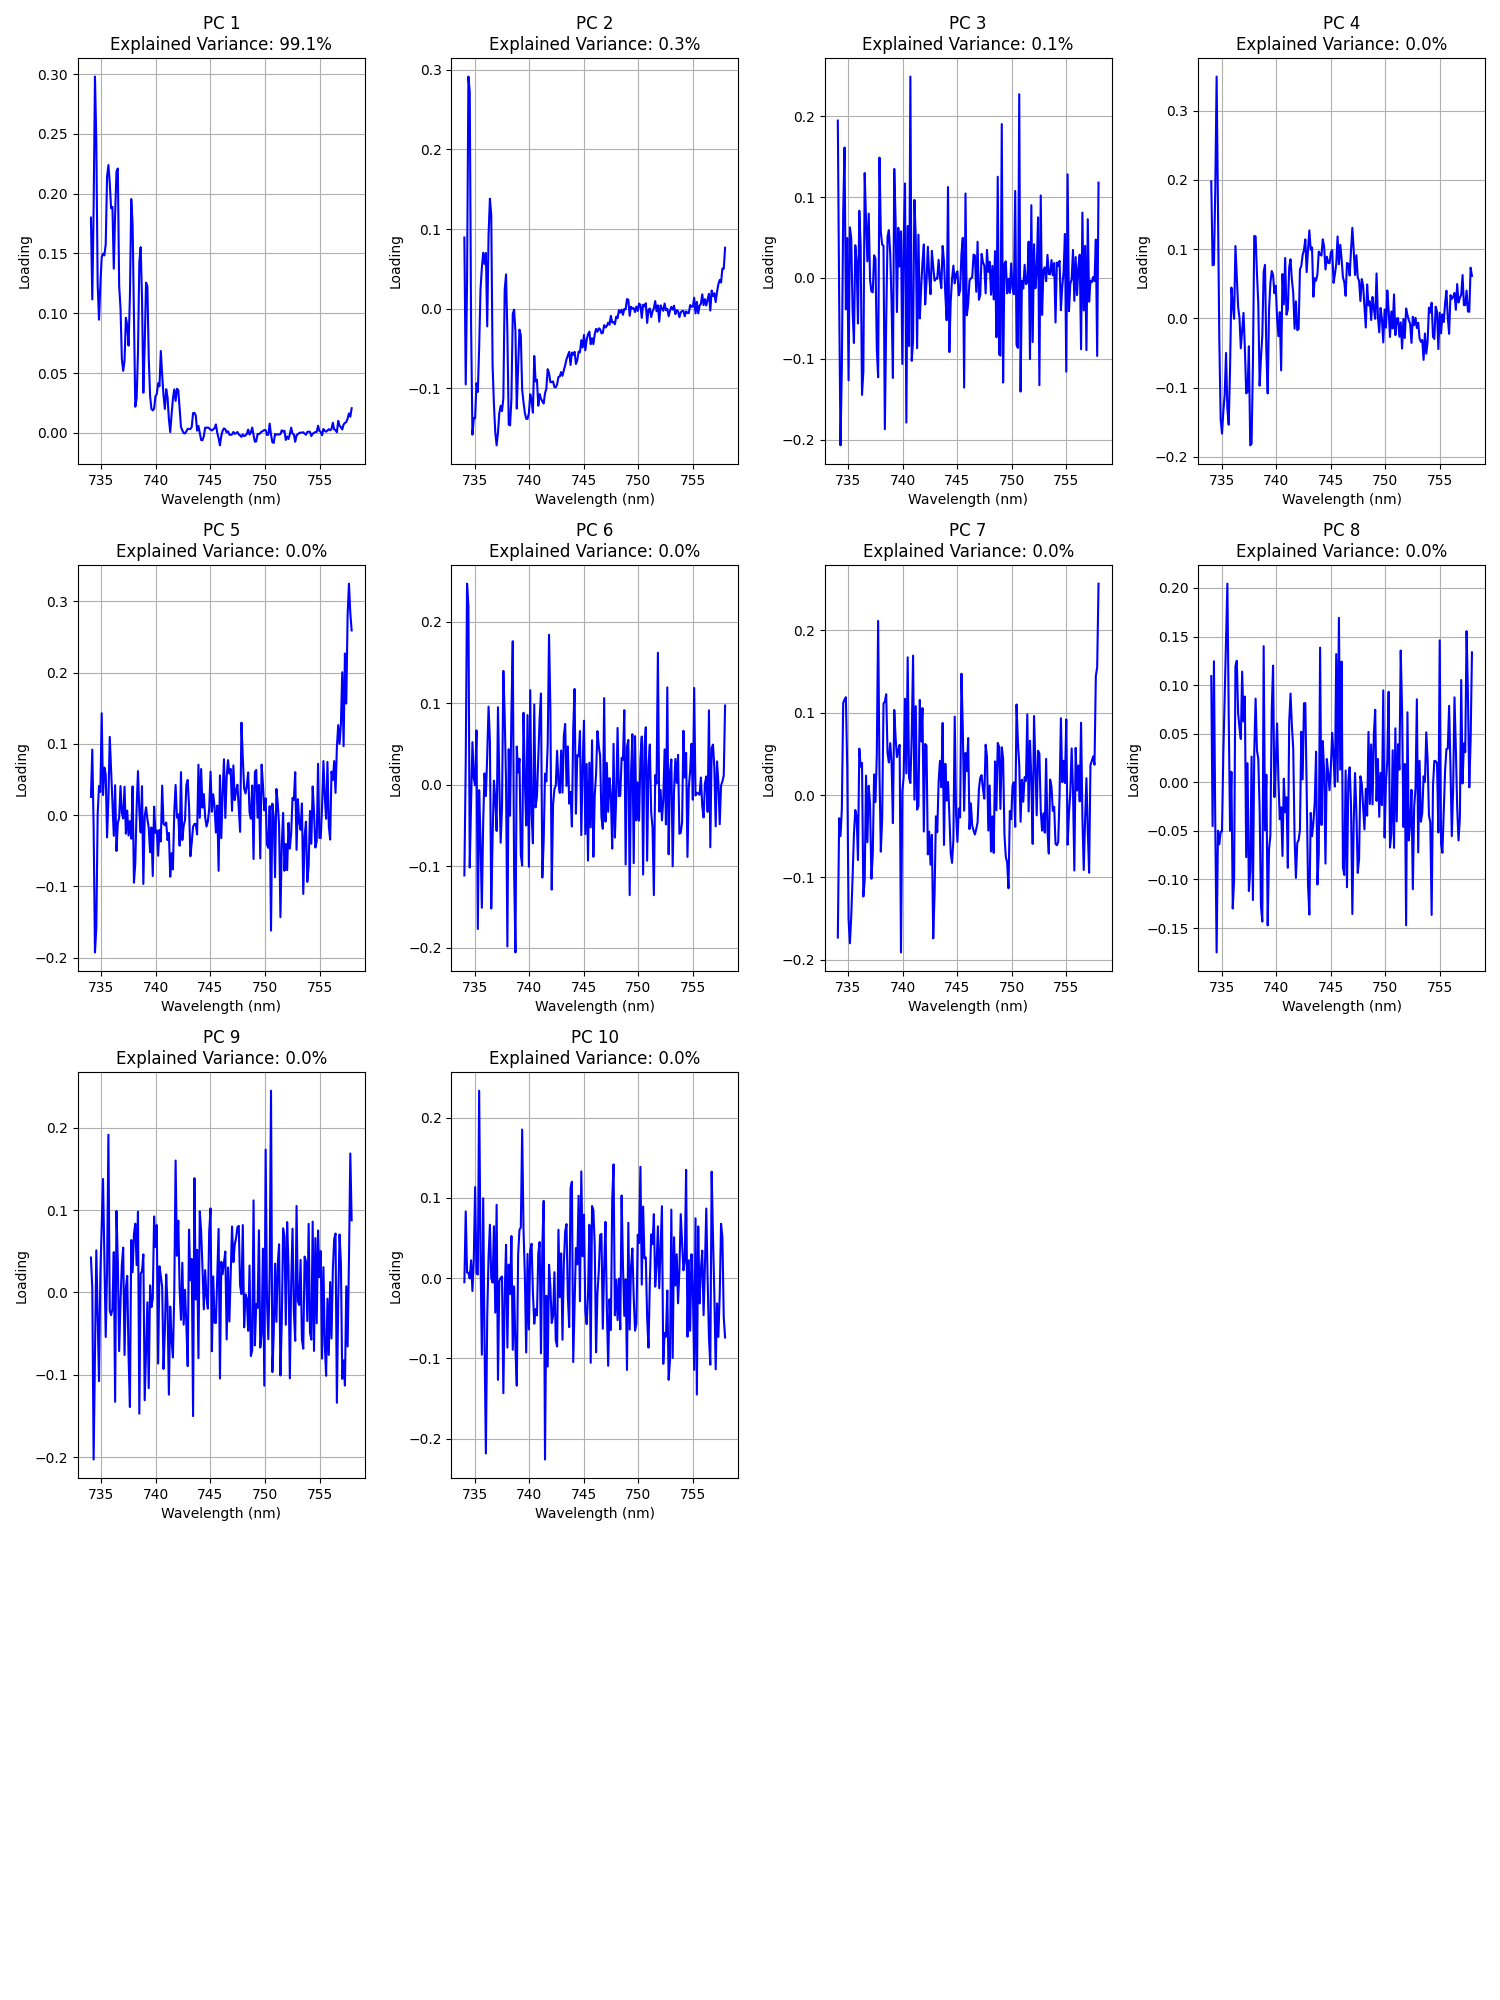 PC 1
Explained Variance: 99.1%
0.30
0.25
0.20
0.15
0.10
0.05
0.00
Loading
735 740 745 750 755
Wavelength (nm)
PC 2
Explained Variance: 0.3%
0.3
0.2
0.1
0.0
−0.1
Loading
735 740 745 750 755
Wavelength (nm)
PC 3
Explained Variance: 0.1%
0.2
0.1
0.0
−0.1
−0.2
Loading
735 740 745 750 755
Wavelength (nm)
PC 4
Explained Variance: 0.0%
0.3
0.2
0.1
0.0
−0.1
−0.2
Loading
735 740 745 750 755
Wavelength (nm)
PC 5
Explained Variance: 0.0%
0.3
0.2
0.1
0.0
−0.1
−0.2
Loading
735 740 745 750 755
Wavelength (nm)
PC 6
Explained Variance: 0.0%
0.2
0.1
0.0
−0.1
−0.2
Loading
735 740 745 750 755
Wavelength (nm)
PC 7
Explained Variance: 0.0%
0.2
0.1
0.0
−0.1
−0.2
Loading
735 740 745 750 755
Wavelength (nm)
PC 8
Explained Variance: 0.0%
0.20
0.15
0.10
0.05
0.00
−0.05
−0.10
−0.15
Loading
735 740 745 750 755
Wavelength (nm)
PC 9
Explained Variance: 0.0%
0.2
0.1
0.0
−0.1
−0.2
Loading
735 740 745 750 755
Wavelength (nm)
PC 10
Explained Variance: 0.0%
0.2
0.1
0.0
−0.1
−0.2
Loading
735 740 745 750 755
Wavelength (nm)